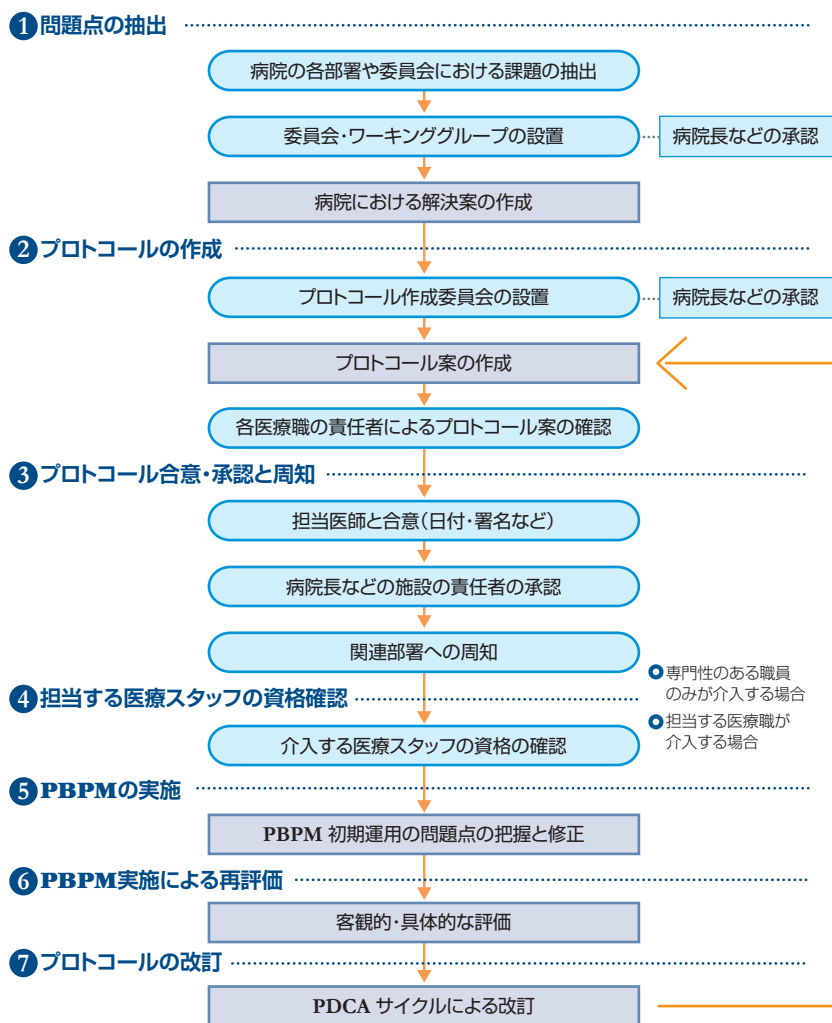 1 問題点の抽出
病院の各部署や委員会における課題の抽出
委員会・ワーキンググループの設置
病院長などの承認
病院における解決案の作成
2 プロトコールの作成
プロトコール作成委員会の設置
病院長などの承認
プロトコール案の作成
各医療職の責任者によるプロトコール案の確認
3 プロトコール合意・承認と周知
担当医師と合意(日付・署名など)
病院長などの施設の責任者の承認
関連部署への周知
専門性のある職員
のみが介入する場合
4 担当する医療スタッフの資格確認
担当する医療職が
介入する場合
介入する医療スタッフの資格の確認
5 PBPMの実施
PBPM 初期運用の問題点の把握と修正
6 PBPM実施による再評価
客観的・具体的な評価
7 プロトコールの改訂
PDCA サイクルによる改訂